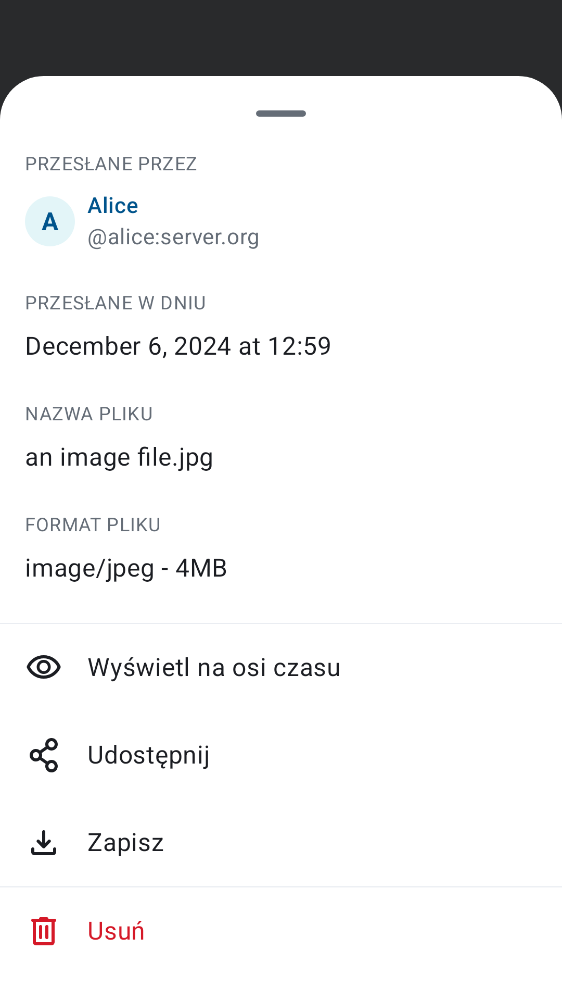 PRZESŁANE PRZEZ
A
Alice
@alice:server.org
PRZESŁANE W DNIU
December 6, 2024 at 12:59
NAZWA PLIKU
an image file.jpg
FORMAT PLIKU
image/jpeg - 4MB
Wyświetl na osi czasu
Udostępnij
Zapisz
Usuń